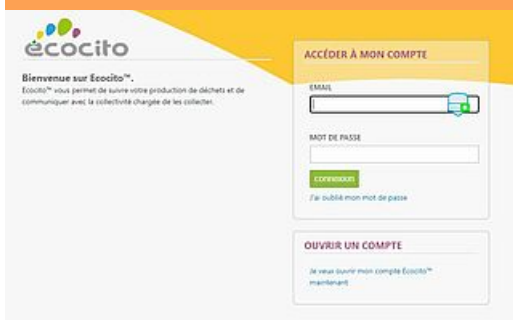 écocito
Bienvenue sur Ecocito™.
Ecocito™ vous permet de suivre votre production de déchets et de
communiquer avec la collectivité chargée de les collecter.
ACCÉDER À MON COMPTE
EMAIL
MOT DE PASSE
connexion
J'ai oublié mon mot de passe
OUVRIR UN COMPTE
Je veux ouvrir mon compte Ecocito™
maintenant